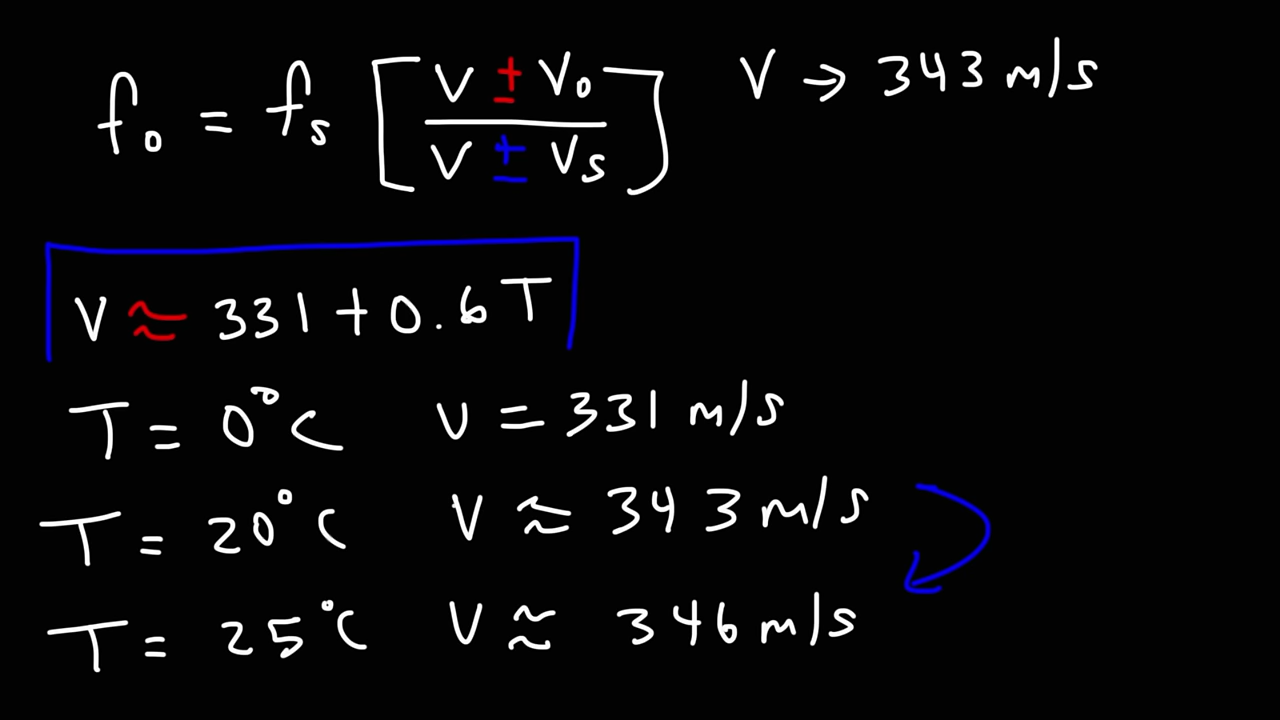 f₀ = fₛ [ (V ± V₀) / (V ± Vₛ) ] V → 343 m/s
V ≈ 331 + 0.6T
T = 0°C V = 331 m/s
T = 20°C V ≈ 343 m/s
T = 25°C V ≈ 346 m/s